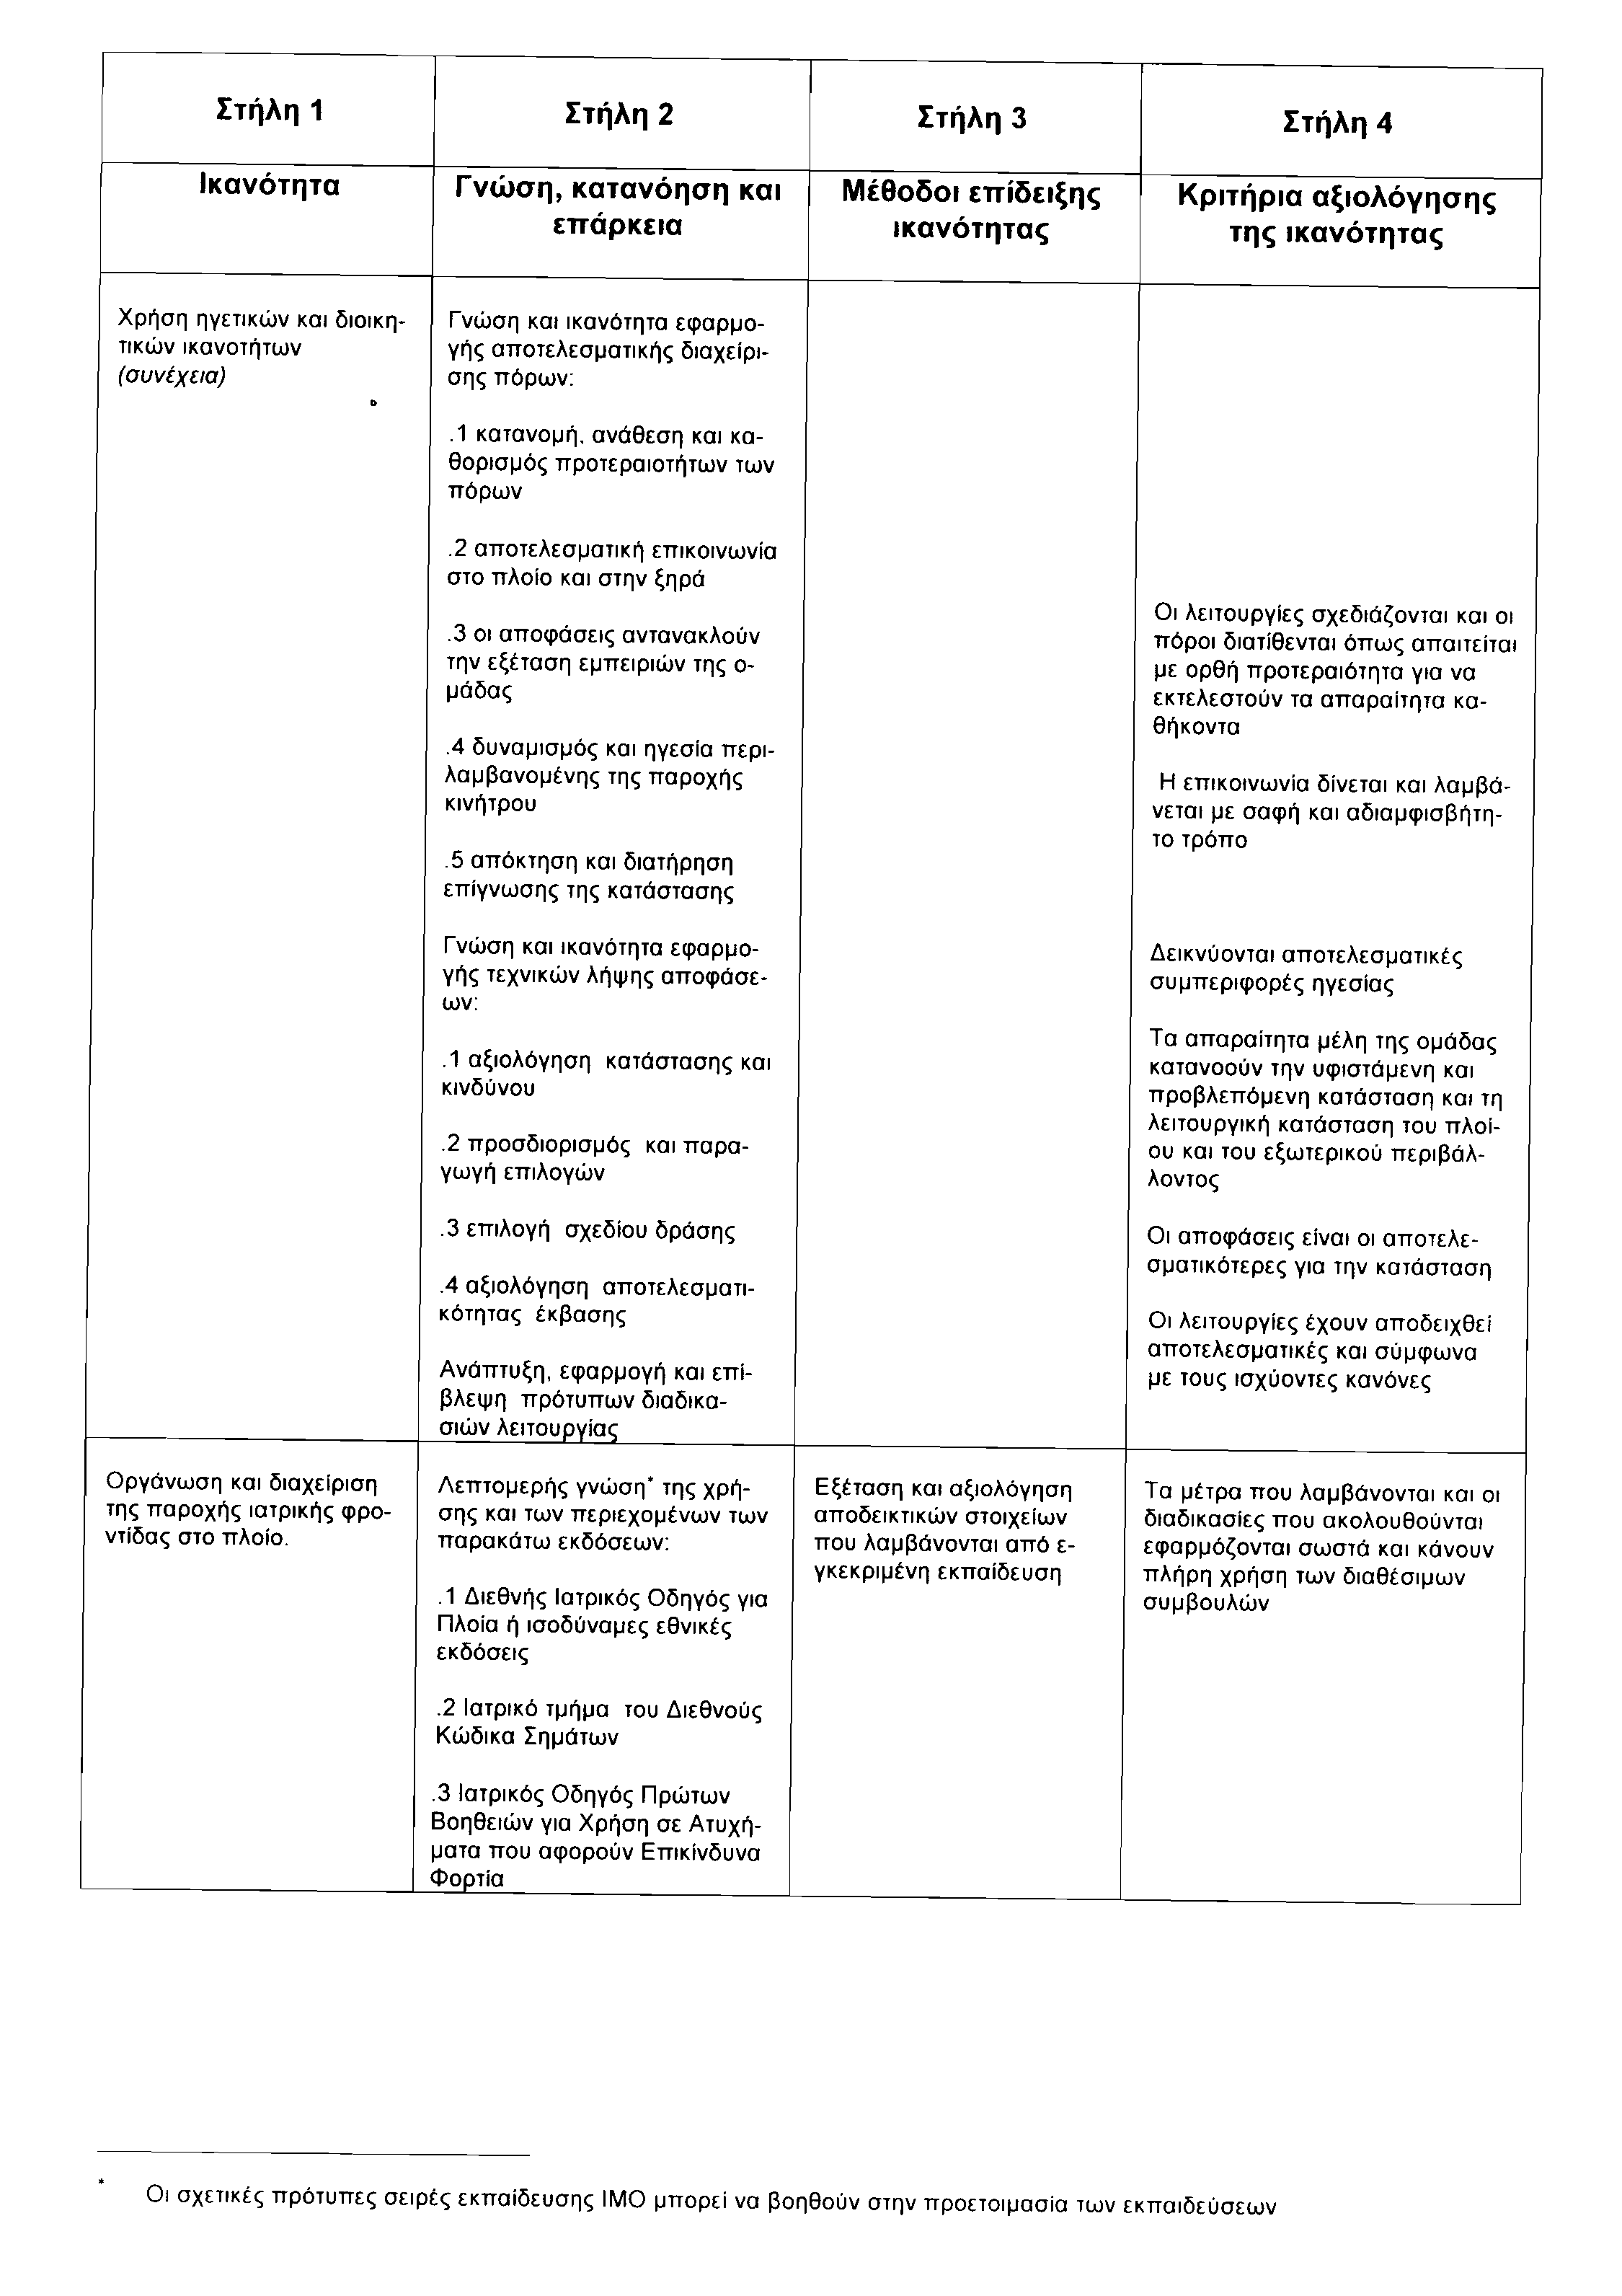 Στήλη 1
Στήλη 2
Στήλη 3
Στήλη 4
Ικανότητα
Γνώση, κατανόηση και
επάρκεια
Μέθοδοι επίδειξης
ικανότητας
Κριτήρια αξιολόγησης
της ικανότητας
Χρήση ηγετικών και διοικη-
τικών ικανοτήτων
(συνέχεια)
Γνώση και ικανότητα εφαρμο-
γής αποτελεσματικής διαχείρι-
σης πόρων:
.1 κατανομή, ανάθεση και κα-
θορισμός προτεραιοτήτων των
πόρων
.2 αποτελεσματική επικοινωνία
στο πλοίο και στην ξηρά
.3 οι αποφάσεις αντανακλούν
την εξέταση εμπειριών της ο-
μάδας
.4 δυναμισμός και ηγεσία περι-
λαμβανομένης της παροχής
κινήτρου
.5 απόκτηση και διατήρηση
επίγνωσης της κατάστασης
Γνώση και ικανότητα εφαρμο-
γής τεχνικών λήψης αποφάσε-
ων:
.1 αξιολόγηση κατάστασης και
κινδύνου
.2 προσδιορισμός και παρα-
γωγή επιλογών
.3 επιλογή σχεδίου δράσης
.4 αξιολόγηση αποτελεσματι-
κότητας έκβασης
Ανάπτυξη, εφαρμογή και επί-
βλεψη πρότυπων διαδικα-
σιών λειτουργίας
Οι λειτουργίες σχεδιάζονται και οι
πόροι διατίθενται όπως απαιτείται
με ορθή προτεραιότητα για να
εκτελεστούν τα απαραίτητα κα-
θήκοντα
Η επικοινωνία δίνεται και λαμβά-
νεται με σαφή και αδιαμφισβήτη-
το τρόπο
Δεικνύονται αποτελεσματικές
συμπεριφορές ηγεσίας
Τα απαραίτητα μέλη της ομάδας
κατανοούν την υφιστάμενη και
προβλεπόμενη κατάσταση και τη
λειτουργική κατάσταση του πλοί-
ου και του εξωτερικού περιβάλ-
λοντος
Οι αποφάσεις είναι οι αποτελε-
σματικότερες για την κατάσταση
Οι λειτουργίες έχουν αποδειχθεί
αποτελεσματικές και σύμφωνα
με τους ισχύοντες κανόνες
Οργάνωση και διαχείριση
της παροχής ιατρικής φρο-
ντίδας στο πλοίο.
Λεπτομερής γνώση* της χρή-
σης και των περιεχομένων των
παρακάτω εκδόσεων:
.1 Διεθνής Ιατρικός Οδηγός για
Πλοία ή ισοδύναμες εθνικές
εκδόσεις
.2 Ιατρικό τμήμα του Διεθνούς
Κώδικα Σημάτων
.3 Ιατρικός Οδηγός Πρώτων
Βοηθειών για Χρήση σε Ατυχή-
ματα που αφορούν Επικίνδυνα
Φορτία
Εξέταση και αξιολόγηση
αποδεικτικών στοιχείων
που λαμβάνονται από ε-
γκεκριμένη εκπαίδευση
Τα μέτρα που λαμβάνονται και οι
διαδικασίες που ακολουθούνται
εφαρμόζονται σωστά και κάνουν
πλήρη χρήση των διαθέσιμων
συμβουλών
* Οι σχετικές πρότυπες σειρές εκπαίδευσης ΙΜΟ μπορεί να βοηθούν στην προετοιμασία των εκπαιδεύσεων